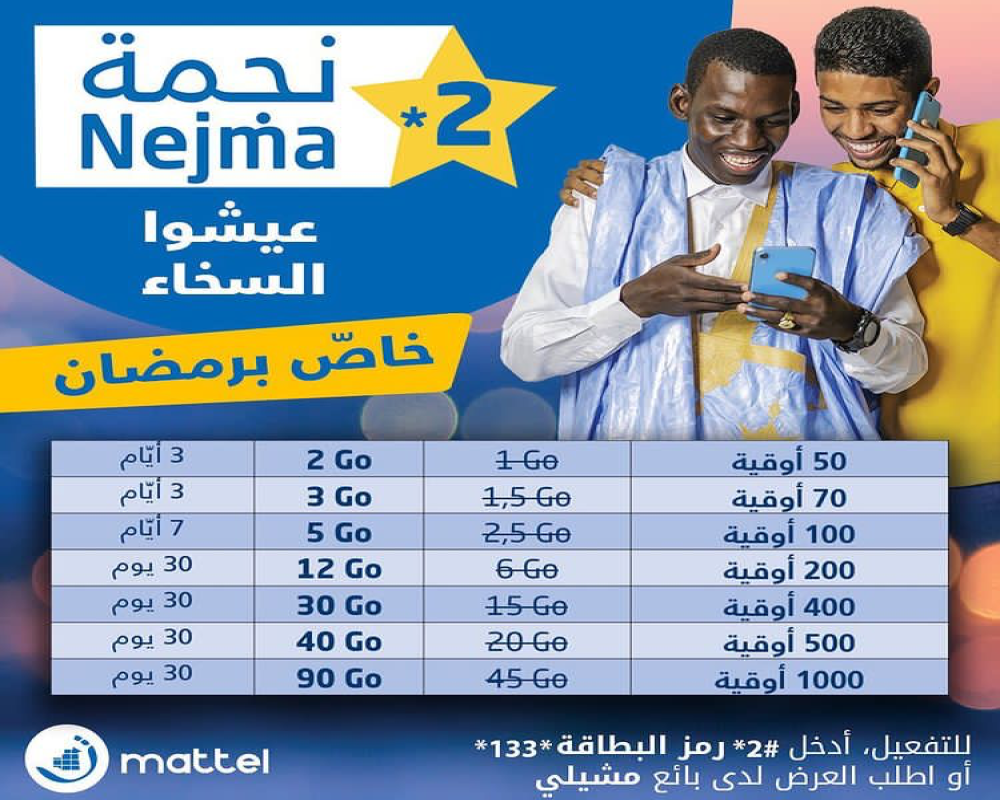 نجمة
Nejma
*2
عيشوا
السخاء
خاصّ برمضان
50 أوقية 1 Go 2 Go 3 أيّام
70 أوقية 1,5 Go 3 Go 3 أيّام
100 أوقية 2,5 Go 5 Go 7 أيّام
200 أوقية 6 Go 12 Go 30 يوم
400 أوقية 15 Go 30 Go 30 يوم
500 أوقية 20 Go 40 Go 30 يوم
1000 أوقية 45 Go 90 Go 30 يوم
للتفعيل، أدخل #2* رمز البطاقة *133*
أو اطلب العرض لدى بائع مشيلي
mattel